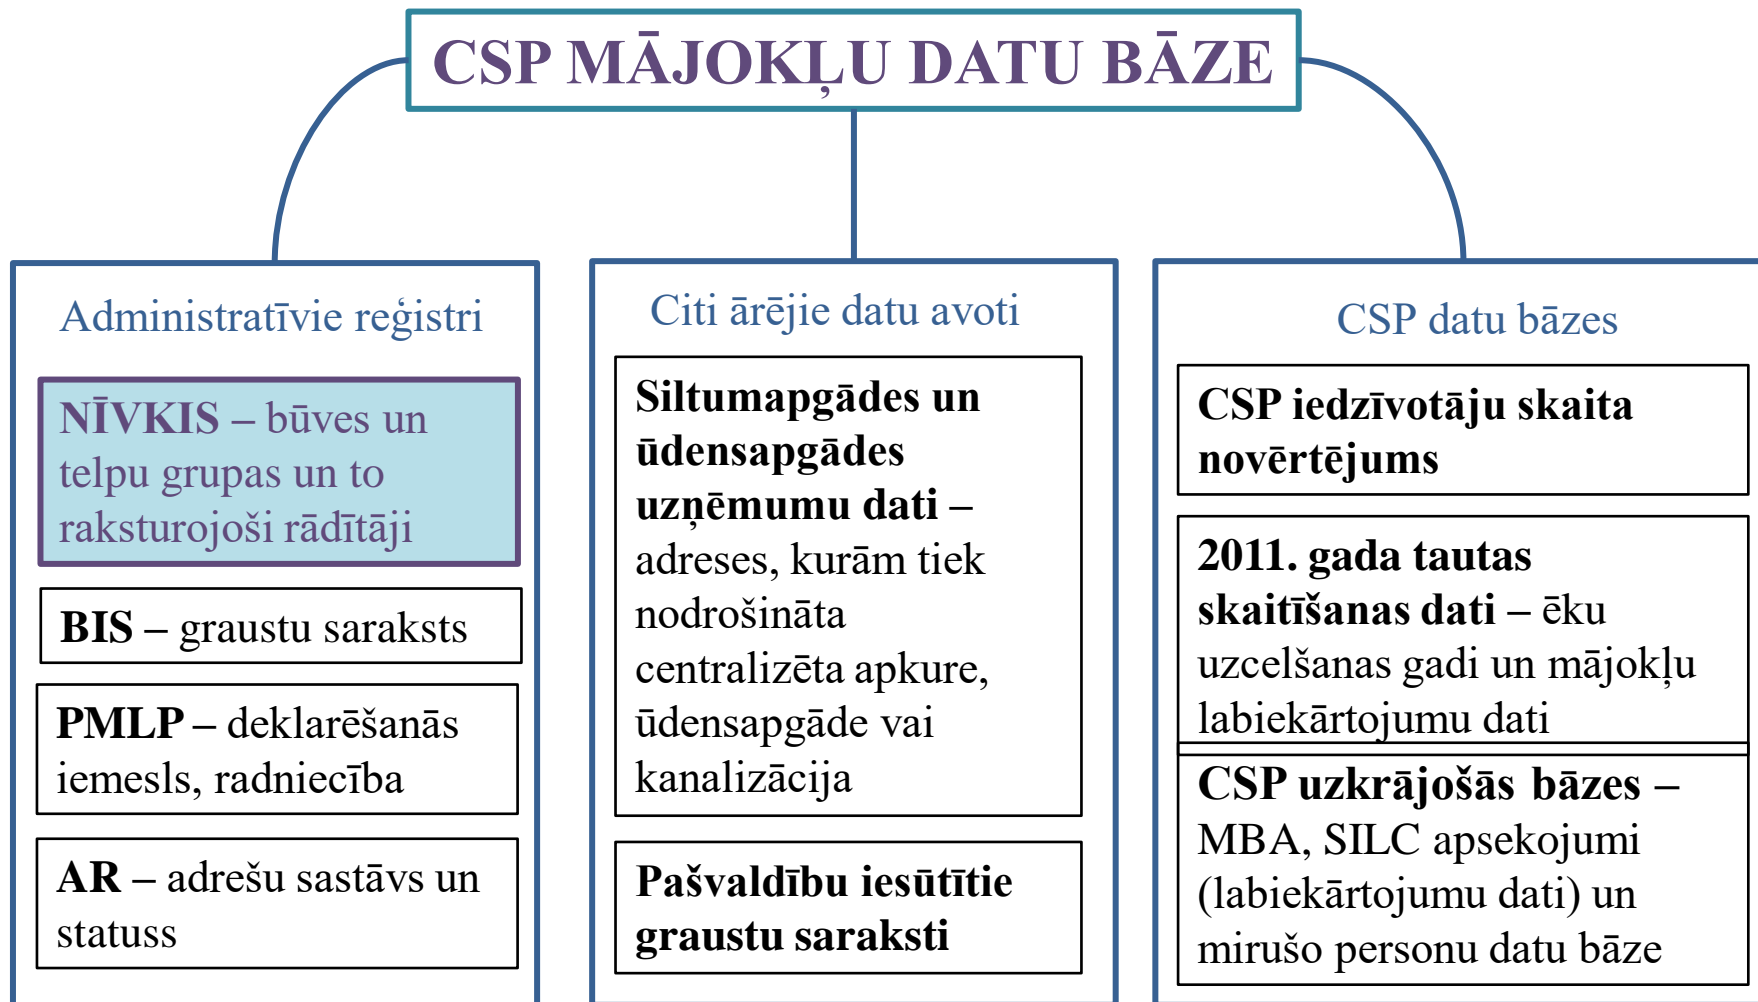 CSP MĀJOKĻU DATU BĀZE
Administratīvie reģistri
NĪVKIS – būves un
telpu grupas un to
raksturojoši rādītāji
BIS – graustu saraksts
PMLP – deklarēšanās
iemesls, radniecība
AR – adrešu sastāvs un
statuss
Citi ārējie datu avoti
Siltumapgādes un
ūdensapgādes
uzņēmumu dati –
adreses, kurām tiek
nodrošināta
centralizēta apkure,
ūdensapgāde vai
kanalizācija
Pašvaldību iesūtītie
graustu saraksti
CSP datu bāzes
CSP iedzīvotāju skaita
novērtējums
2011. gada tautas
skaitīšanas dati – ēku
uzcelšanas gadi un mājokļu
labiekārtojumu dati
CSP uzkrājošās bāzes –
MBA, SILC apsekojumi
(labiekārtojumu dati) un
mirušo personu datu bāze